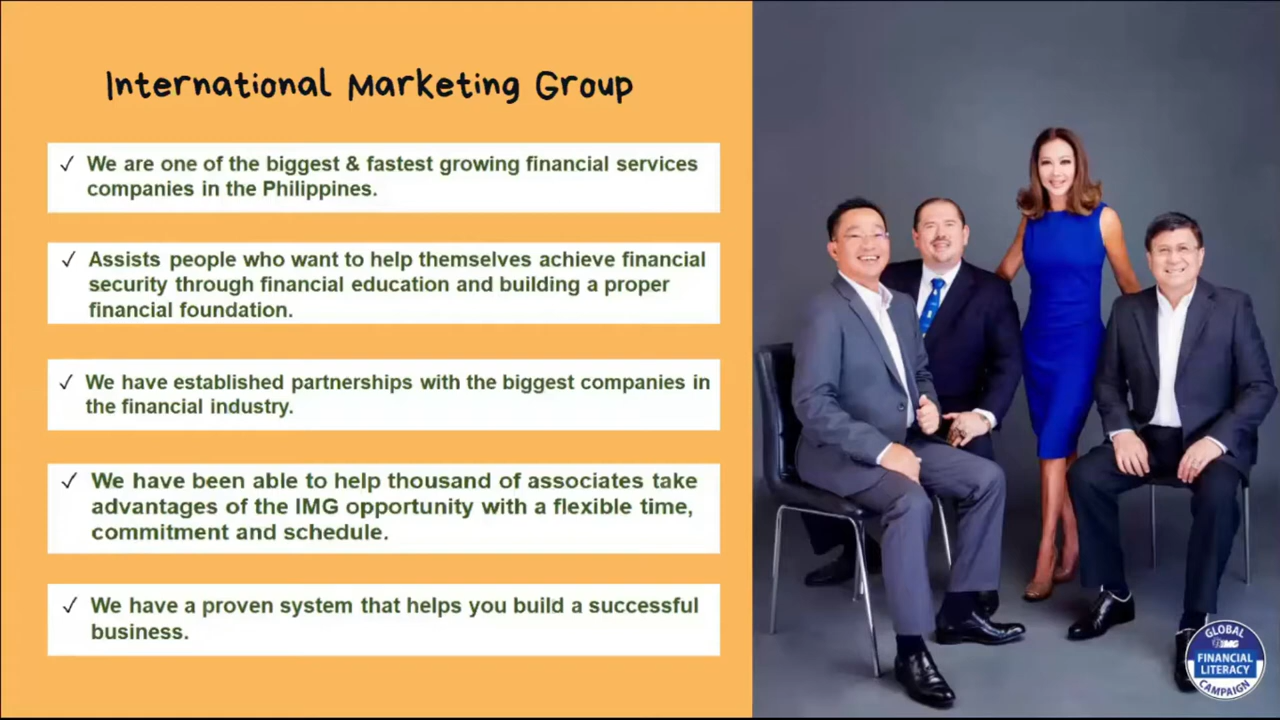 International Marketing Group
✓ We are one of the biggest & fastest growing financial services
companies in the Philippines.
✓ Assists people who want to help themselves achieve financial
security through financial education and building a proper
financial foundation.
✓ We have established partnerships with the biggest companies in
the financial industry.
✓ We have been able to help thousand of associates take
advantages of the IMG opportunity with a flexible time,
commitment and schedule.
✓ We have a proven system that helps you build a successful
business.
GLOBAL
IMG
FINANCIAL
LITERACY
CAMPAIGN